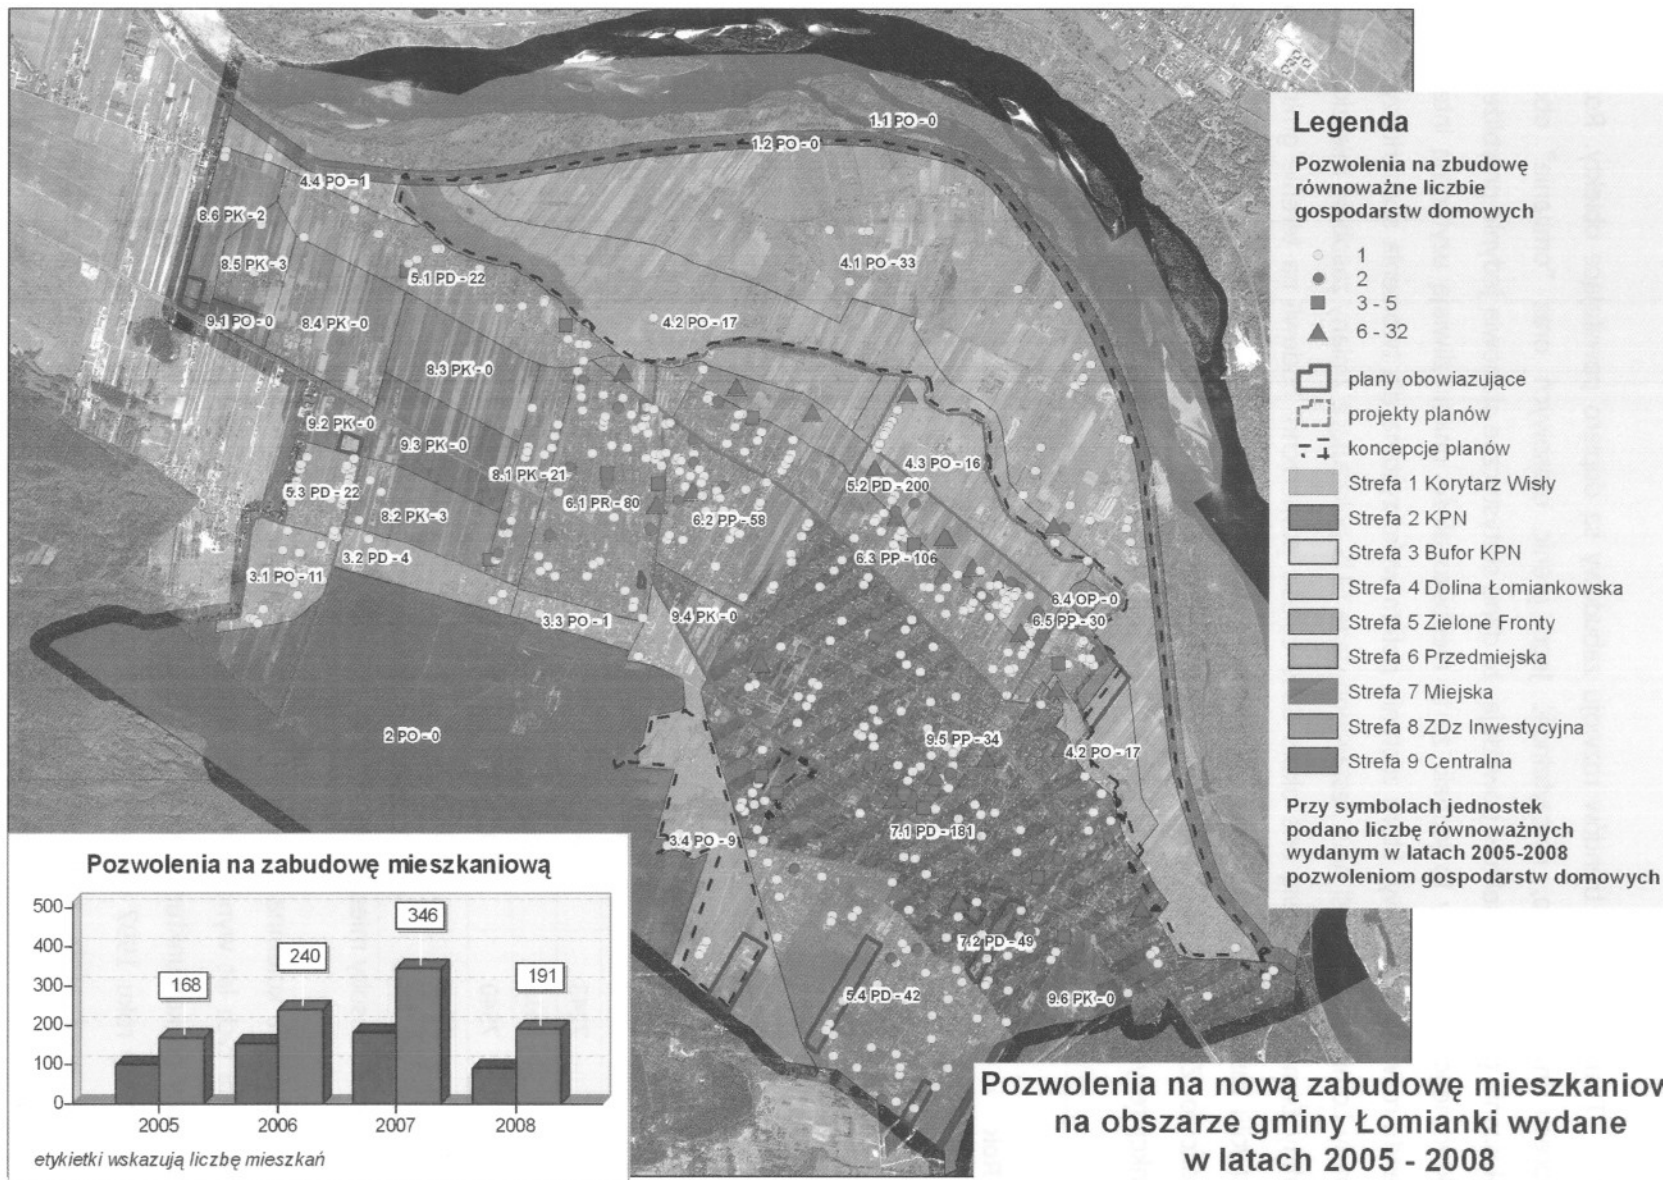 1.1 PO - 0
1.2 PO - 0
4.4 PO - 1
8.6 PK - 2
8.5 PK - 3
5.1 PD - 22
4.1 PO - 33
9.1 PO - 0
8.4 PK - 0
4.2 PO - 17
8.3 PK - 0
9.2 PK - 0
9.3 PK - 0
8.1 PK - 21
4.3 PO - 16
5.3 PD - 22
5.2 PD - 200
6.1 PR - 80
8.2 PK - 3
6.2 PP - 58
3.2 PD - 4
6.3 PP - 106
3.1 PO - 11
6.4 OP - 0
3.3 PO - 1
9.4 PK - 0
6.5 PP - 30
2 PO - 0
9.5 PP - 34
4.2 PO - 17
3.4 PO - 9
7.1 PD - 181
7.2 PD - 49
5.4 PD - 42
9.6 PK - 0
Legenda
Pozwolenia na zbudowę
równoważne liczbie
gospodarstw domowych
1
2
3 - 5
6 - 32
plany obowiazujące
projekty planów
koncepcje planów
Strefa 1 Korytarz Wisły
Strefa 2 KPN
Strefa 3 Bufor KPN
Strefa 4 Dolina Łomiankowska
Strefa 5 Zielone Fronty
Strefa 6 Przedmiejska
Strefa 7 Miejska
Strefa 8 ZDz Inwestycyjna
Strefa 9 Centralna
Przy symbolach jednostek
podano liczbę równoważnych
wydanym w latach 2005-2008
pozwoleniom gospodarstw domowych
Pozwolenia na zabudowę mieszkaniową
500
400
300
200
100
0
168
240
346
191
2005 2006 2007 2008
etykietki wskazują liczbę mieszkań
Pozwolenia na nową zabudowę mieszkaniow
na obszarze gminy Łomianki wydane
w latach 2005 - 2008